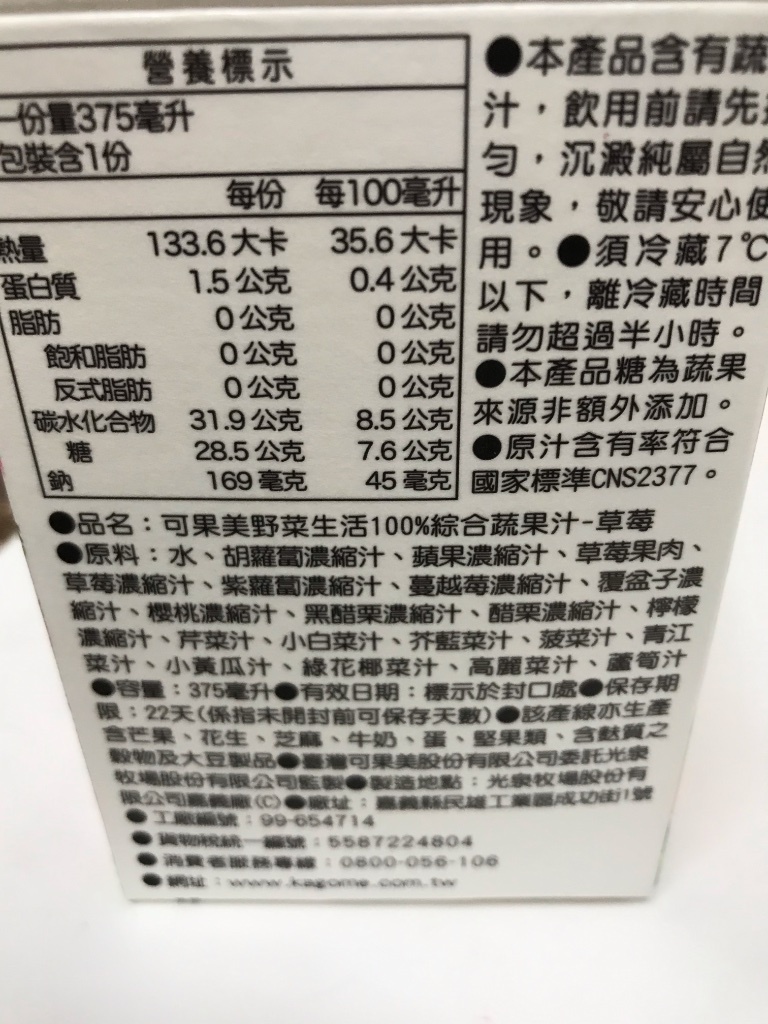 營養標示
一份量375毫升
包裝含1份
每份 每100毫升
熱量 133.6大卡 35.6大卡
蛋白質 1.5公克 0.4公克
脂肪 0公克 0公克
飽和脂肪 0公克 0公克
反式脂肪 0公克 0公克
碳水化合物 31.9公克 8.5公克
糖 28.5公克 7.6公克
鈉 169毫克 45毫克
●本產品含有蔬
汁，飲用前請先
勻，沉澱純屬自然
現象，敬請安心使
用。●須冷藏7℃
以下，離冷藏時間
請勿超過半小時。
●本產品糖為蔬果
來源非額外添加。
●原汁含有率符合
國家標準CNS2377。
●品名：可果美野菜生活100%綜合蔬果汁-草莓
●原料：水、胡蘿蔔濃縮汁、蘋果濃縮汁、草莓果肉、
草莓濃縮汁、紫蘿蔔濃縮汁、蔓越莓濃縮汁、覆盆子濃
縮汁、櫻桃濃縮汁、黑醋栗濃縮汁、醋栗濃縮汁、檸檬
濃縮汁、芹菜汁、小白菜汁、芥藍菜汁、菠菜汁、青江
菜汁、小黃瓜汁、綠花椰菜汁、高麗菜汁、蘆筍汁
●容量：375毫升●有效日期：標示於封口處●保存期
限：22天(係指未開封前可保存天數)●該產線亦生產
含芒果、花生、芝麻、牛奶、蛋、堅果類、含麩質之
穀物及大豆製品●臺灣可果美股份有限公司委託光泉
牧場股份有限公司監製●製造地點：光泉牧場股份有
限公司嘉義廠(C)●廠址：嘉義縣民雄工業區成功街1號
●工廠編號：99-654714
●貨物稅統一編號：5587224804
●消費者服務專線：0800-056-106
●網址：www.kagome.com.tw